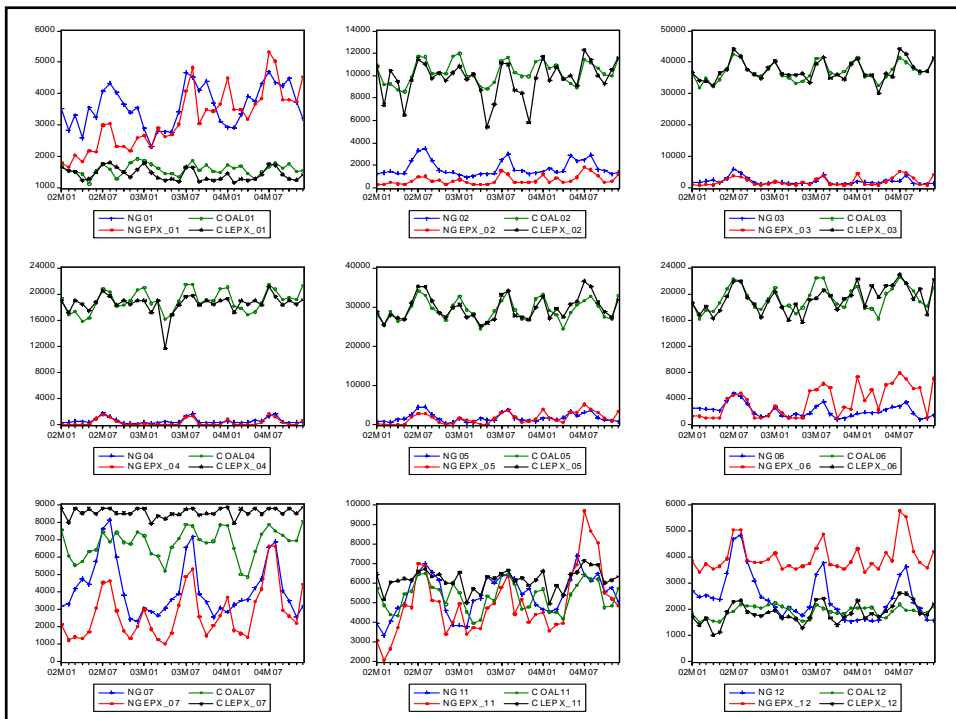 6000
5000
4000
3000
2000
1000
02M01 02M07 03M01 03M07 04M01 04M07
NG01 COAL01
NGEPX_01 CLEPX_01
14000
12000
10000
8000
6000
4000
2000
0
02M01 02M07 03M01 03M07 04M01 04M07
NG02 COAL02
NGEPX_02 CLEPX_02
50000
40000
30000
20000
10000
0
02M01 02M07 03M01 03M07 04M01 04M07
NG03 COAL03
NGEPX_03 CLEPX_03
24000
20000
16000
12000
8000
4000
0
02M01 02M07 03M01 03M07 04M01 04M07
NG04 COAL04
NGEPX_04 CLEPX_04
40000
30000
20000
10000
0
02M01 02M07 03M01 03M07 04M01 04M07
NG05 COAL05
NGEPX_05 CLEPX_05
24000
20000
16000
12000
8000
4000
0
02M01 02M07 03M01 03M07 04M01 04M07
NG06 COAL06
NGEPX_06 CLEPX_06
9000
8000
7000
6000
5000
4000
3000
2000
1000
0
02M01 02M07 03M01 03M07 04M01 04M07
NG07 COAL07
NGEPX_07 CLEPX_07
10000
9000
8000
7000
6000
5000
4000
3000
2000
02M01 02M07 03M01 03M07 04M01 04M07
NG11 COAL11
NGEPX_11 CLEPX_11
6000
5000
4000
3000
2000
1000
0
02M01 02M07 03M01 03M07 04M01 04M07
NG12 COAL12
NGEPX_12 CLEPX_12